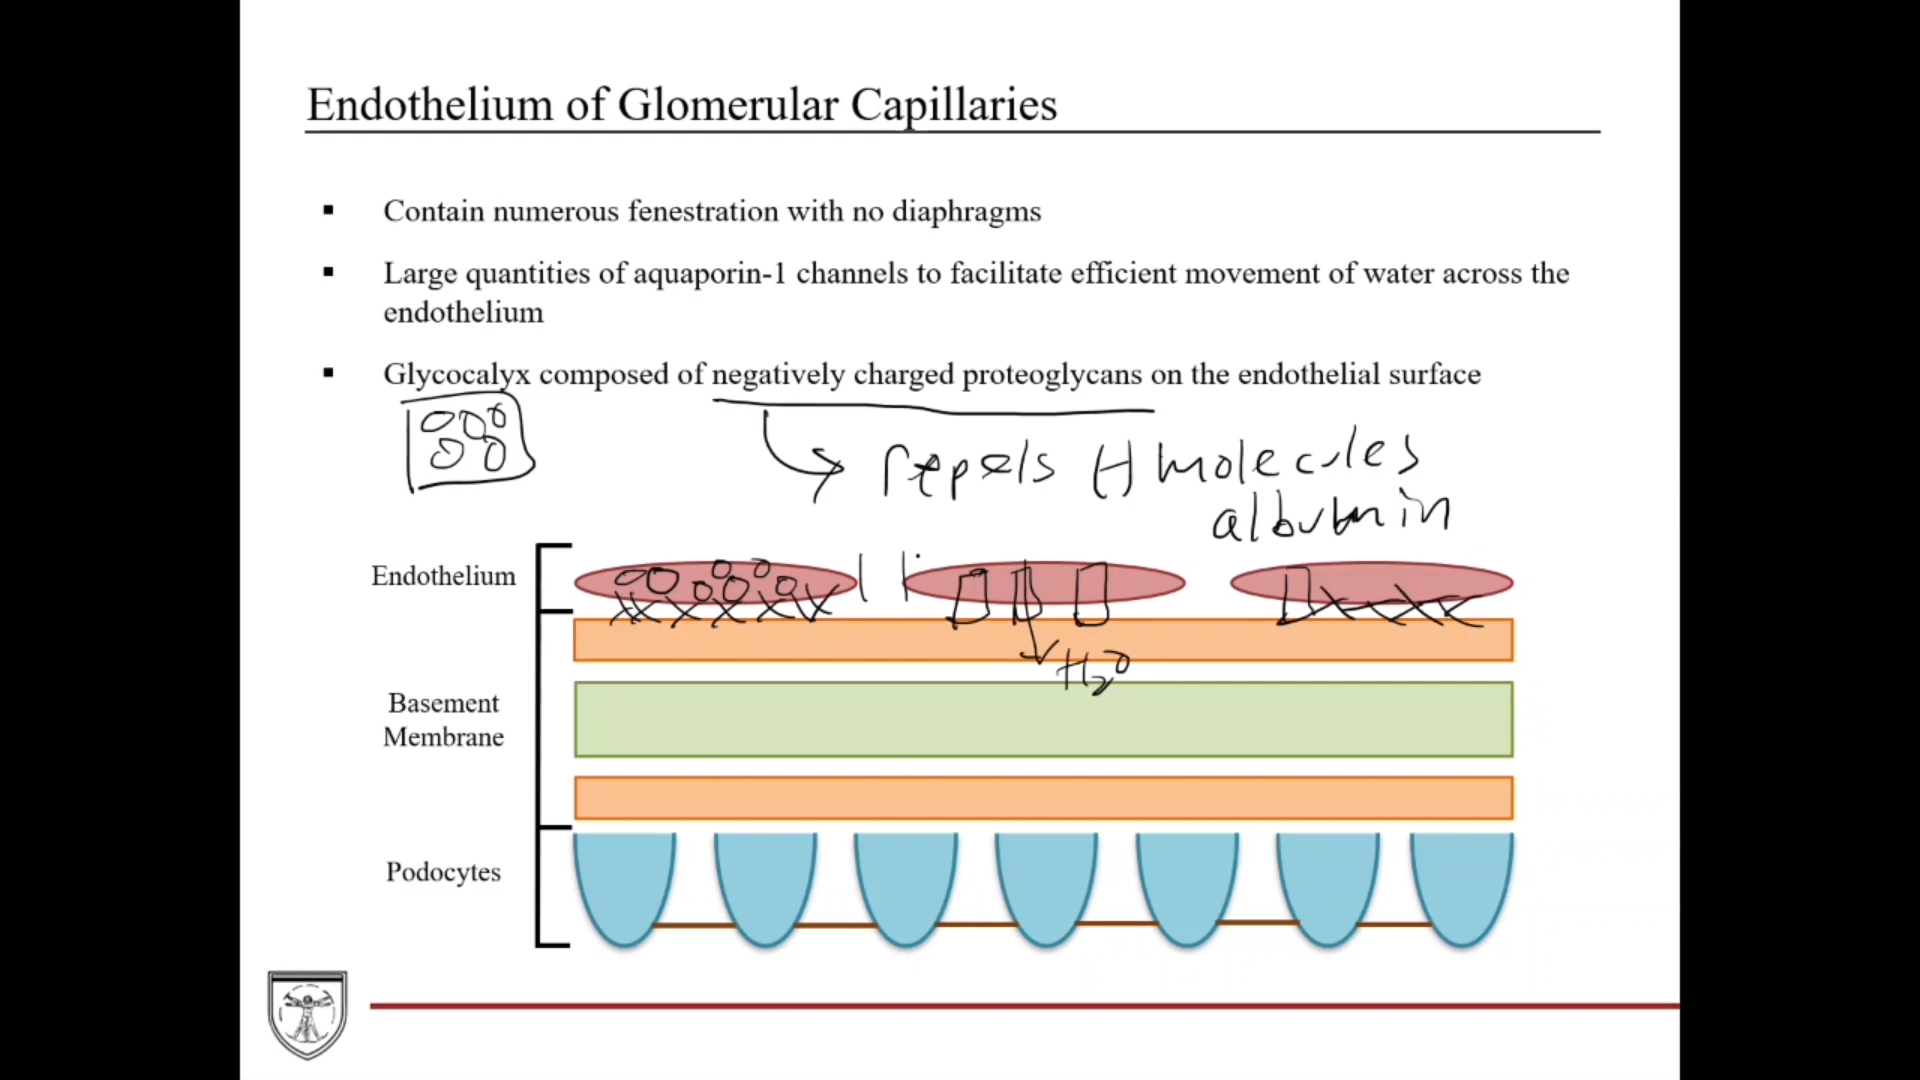 Endothelium of Glomerular Capillaries
Contain numerous fenestration with no diaphragms
Large quantities of aquaporin-1 channels to facilitate efficient movement of water across the
endothelium
Glycocalyx composed of negatively charged proteoglycans on the endothelial surface
repels (-) molecules
albumin
Endothelium
H₂O
Basement
Membrane
Podocytes